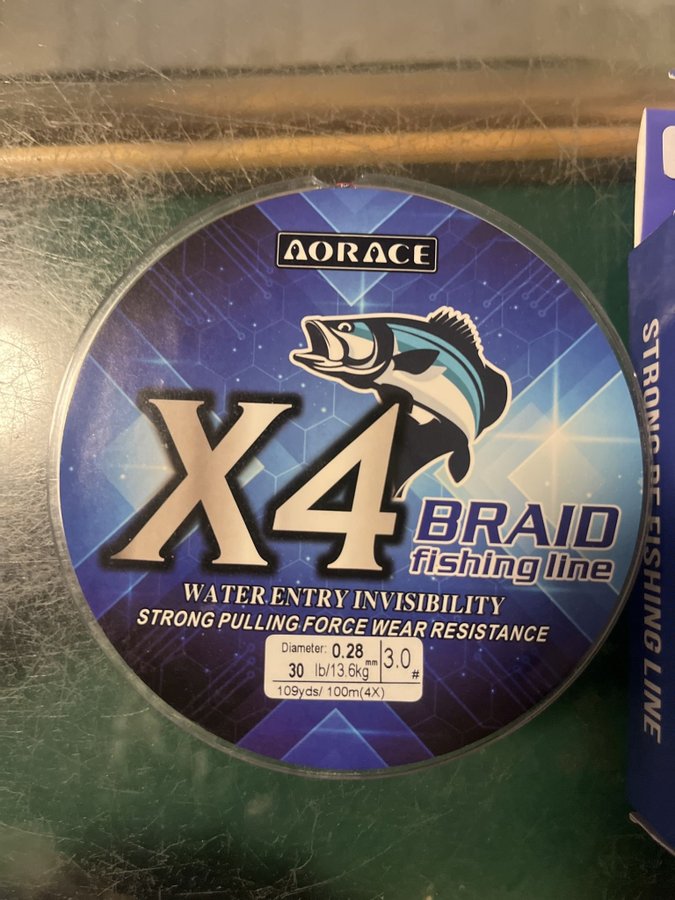 AORACE
X4
BRAID
fishing line
WATER ENTRY INVISIBILITY
STRONG PULLING FORCE WEAR RESISTANCE
Diameter: 0.28 mm
30 lb/13.6kg
3.0 #
109yds/ 100m(4X)
STRONG PE FISHING LINE